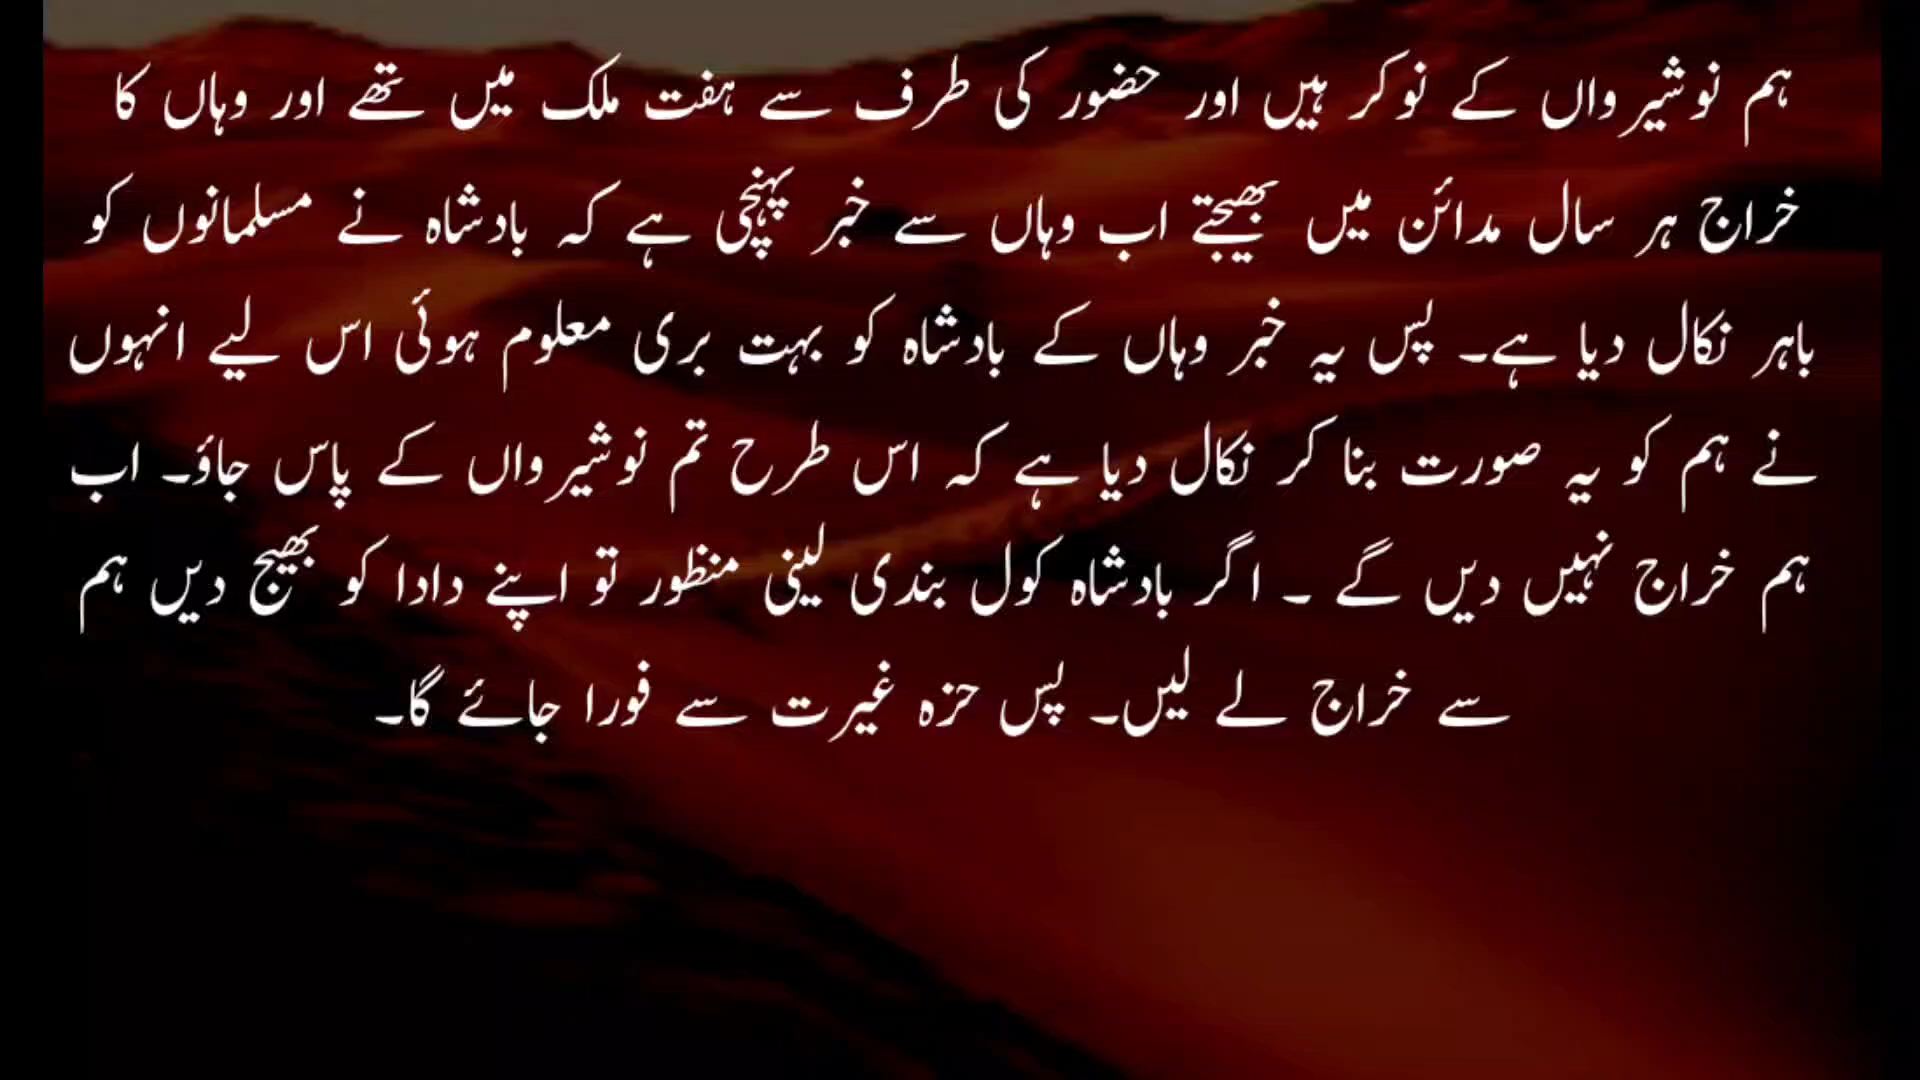 ہم نوشیرواں کے نوکر ہیں اور حضور کی طرف سے ہفت ملک میں تھے اور وہاں کا
خراج ہر سال مدائن میں بھیجتے اب وہاں سے خبر پہنچی ہے کہ بادشاہ نے مسلمانوں کو
باہر نکال دیا ہے۔ پس یہ خبر وہاں کے بادشاہ کو بہت بری معلوم ہوئی اس لیے انہوں
نے ہم کو یہ صورت بنا کر نکال دیا ہے کہ اس طرح تم نوشیرواں کے پاس جاؤ۔ اب
ہم خراج نہیں دیں گے ۔ اگر بادشاہ کول بندی لینی منظور تو اپنے دادا کو بھیج دیں ہم
سے خراج لے لیں۔ پس حزہ غیرت سے فورا جائے گا۔